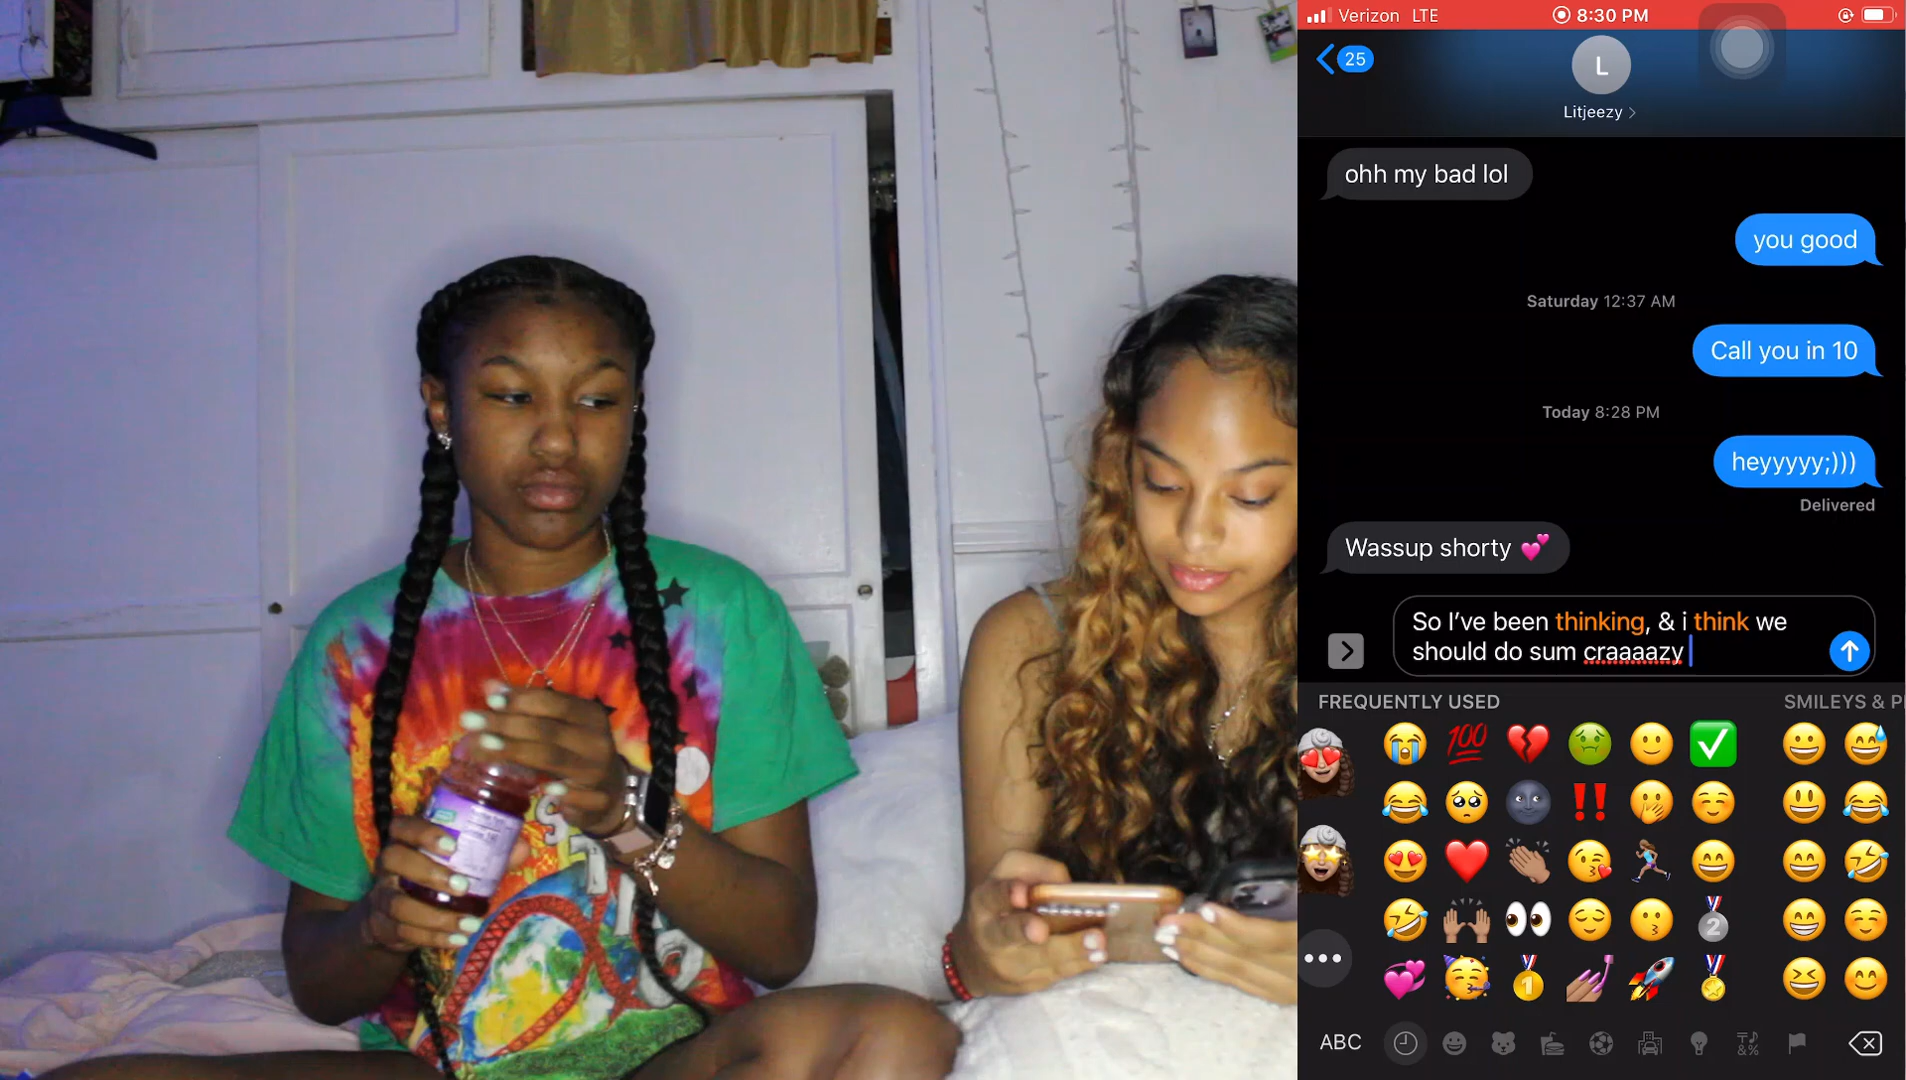 Verizon LTE 8:30 PM
25
L
Litjeezy
ohh my bad lol
you good
Saturday 12:37 AM
Call you in 10
Today 8:28 PM
heyyyyy;)))
Delivered
Wassup shorty 💕
So I've been thinking, & i think we
should do sum craaaazy
FREQUENTLY USED SMILEYS & P
ABC